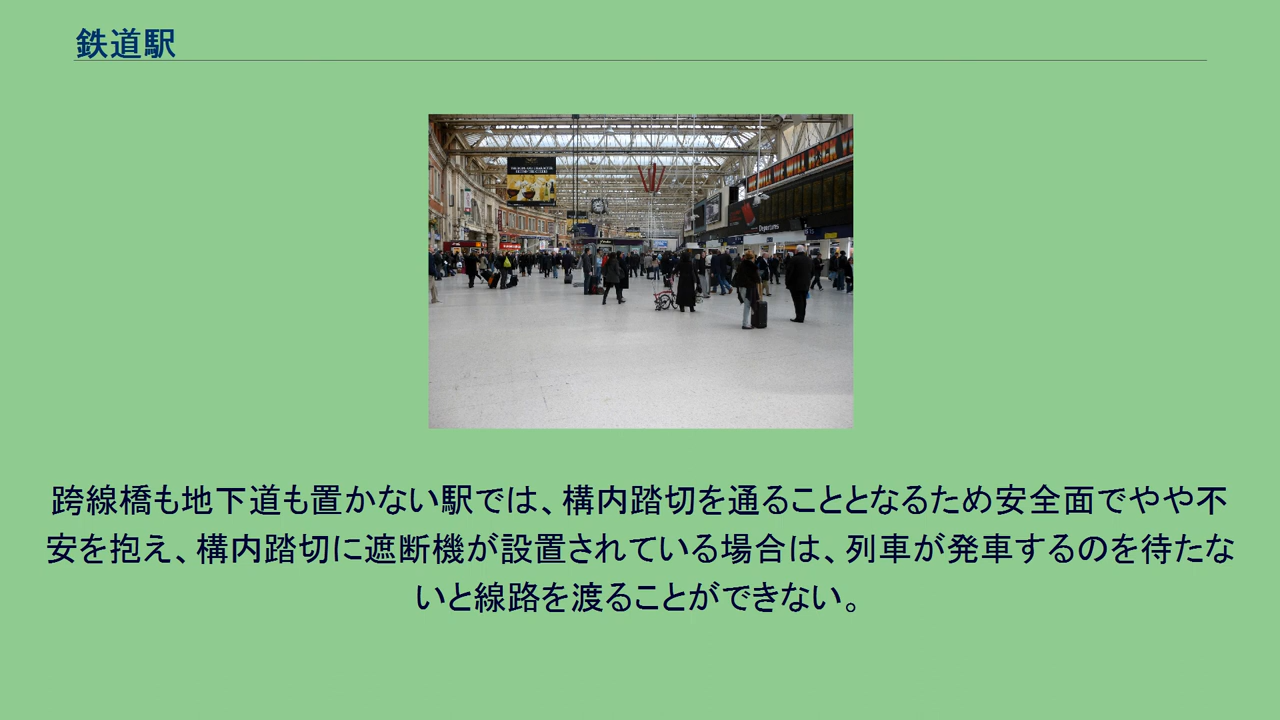 鉄道駅
Departures
跨線橋も地下道も置かない駅では、構内踏切を通ることとなるため安全面でやや不
安を抱え、構内踏切に遮断機が設置されている場合は、列車が発車するのを待たな
いと線路を渡ることができない。